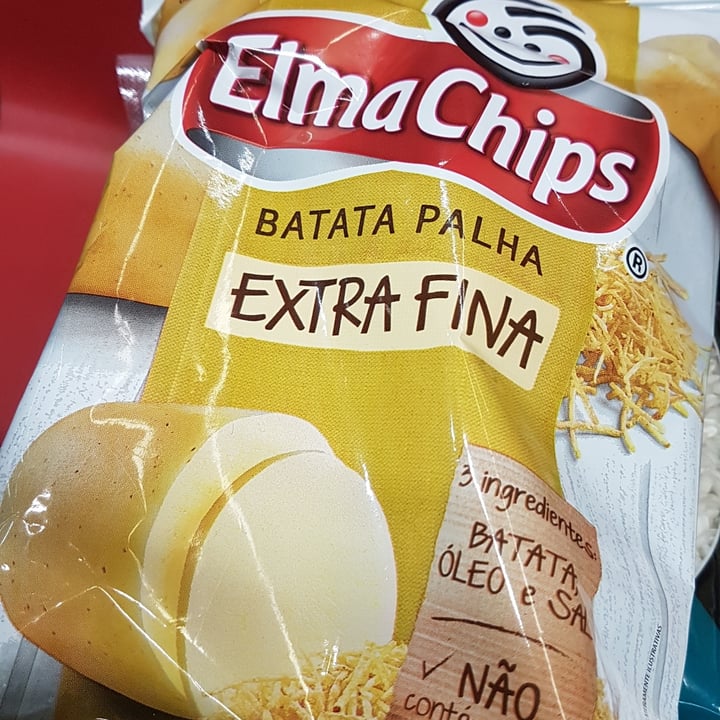 ElmaChips
®
BATATA PALHA
EXTRA FINA
3 ingredientes:
BATATA,
ÓLEO e SAL
✓ NÃO